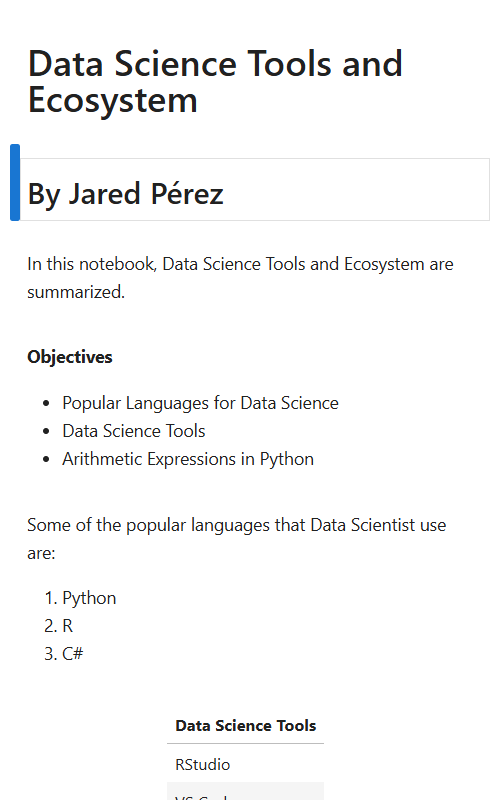 Data Science Tools and
Ecosystem
By Jared Pérez
In this notebook, Data Science Tools and Ecosystem are
summarized.
Objectives
• Popular Languages for Data Science
• Data Science Tools
• Arithmetic Expressions in Python
Some of the popular languages that Data Scientist use
are:
1. Python
2. R
3. C#
Data Science Tools
RStudio